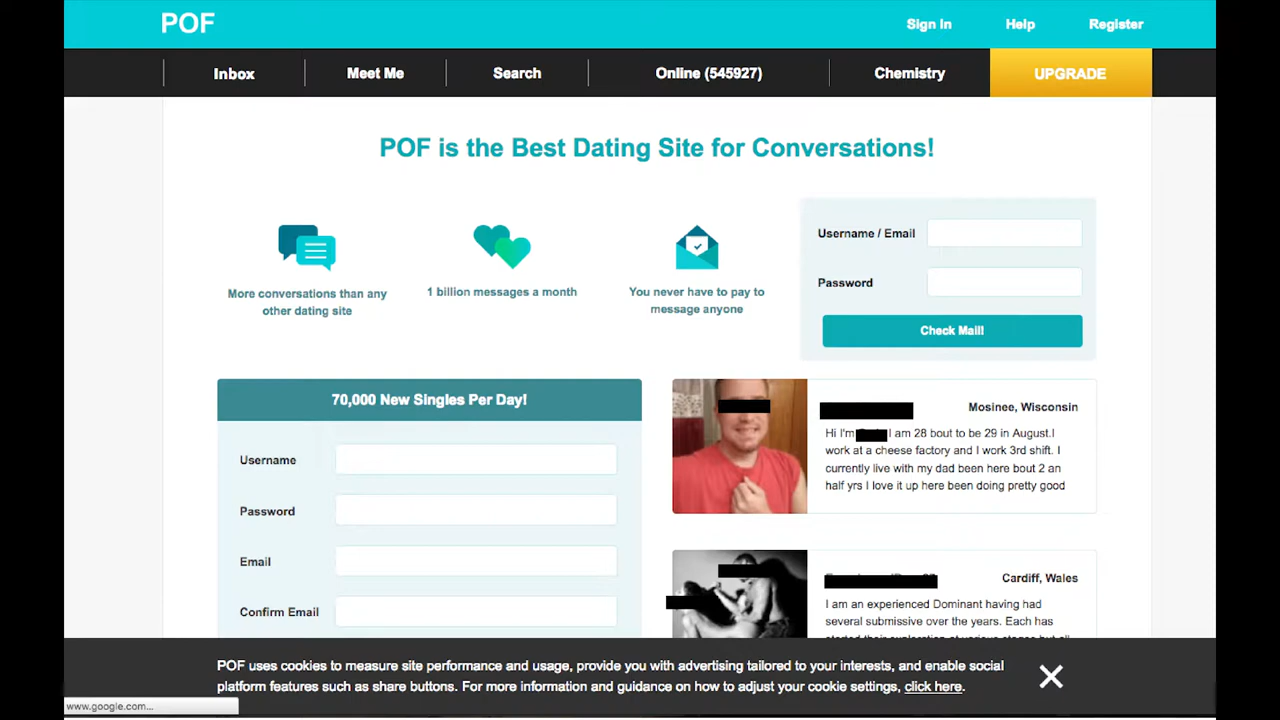 POF
Sign In
Help
Register
Inbox
Meet Me
Search
Online (545927)
Chemistry
UPGRADE
POF is the Best Dating Site for Conversations!
More conversations than any
other dating site
1 billion messages a month
You never have to pay to
message anyone
Username / Email
Password
Check Mail!
70,000 New Singles Per Day!
Username
Password
Email
Confirm Email
Mosinee, Wisconsin
Hi I'm I am 28 bout to be 29 in August.I
work at a cheese factory and I work 3rd shift. I
currently live with my dad been here bout 2 an
half yrs I love it up here been doing pretty good
Cardiff, Wales
I am an experienced Dominant having had
several submissive over the years. Each has
started their exploration at various stages but all
POF uses cookies to measure site performance and usage, provide you with advertising tailored to your interests, and enable social
platform features such as share buttons. For more information and guidance on how to adjust your cookie settings, click here.
www.google.com...